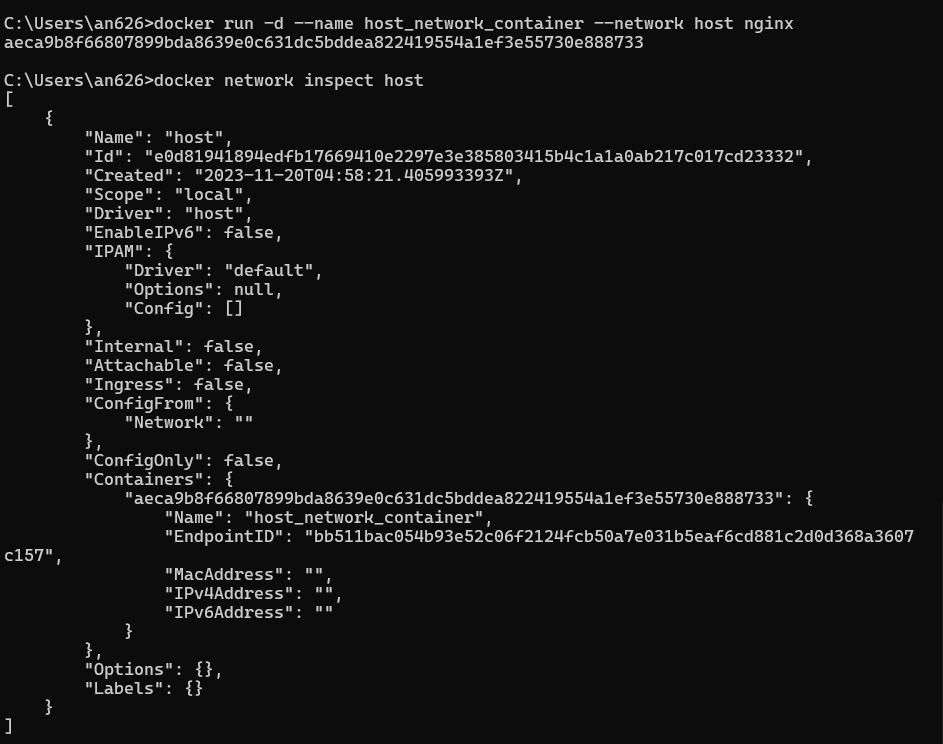 C:\Users\an626>docker run -d --name host_network_container --network host nginx
aeca9b8f66807899bda8639e0c631dc5bddea822419554a1ef3e55730e888733
C:\Users\an626>docker network inspect host
[
    {
        "Name": "host",
        "Id": "e0d81941894edfb17669410e2297e3e385803415b4c1a1a0ab217c017cd23332",
        "Created": "2023-11-20T04:58:21.405993393Z",
        "Scope": "local",
        "Driver": "host",
        "EnableIPv6": false,
        "IPAM": {
            "Driver": "default",
            "Options": null,
            "Config": []
        },
        "Internal": false,
        "Attachable": false,
        "Ingress": false,
        "ConfigFrom": {
            "Network": ""
        },
        "ConfigOnly": false,
        "Containers": {
            "aeca9b8f66807899bda8639e0c631dc5bddea822419554a1ef3e55730e888733": {
                "Name": "host_network_container",
                "EndpointID": "bb511bac054b93e52c06f2124fcb50a7e031b5eaf6cd881c2d0d368a3607
c157",
                "MacAddress": "",
                "IPv4Address": "",
                "IPv6Address": ""
            }
        },
        "Options": {},
        "Labels": {}
    }
]